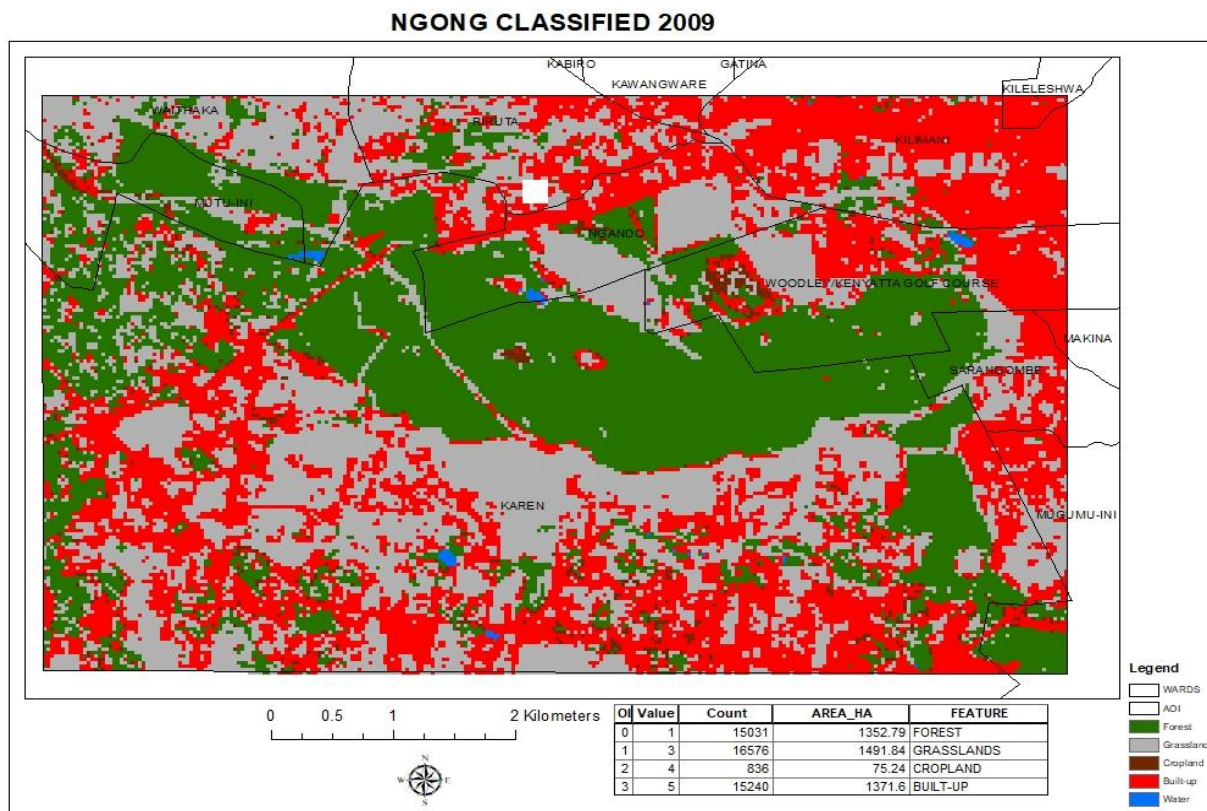 NGONG CLASSIFIED 2009
KABIRO
GATINA
KAWANGWARE
KILELESHWA
WAITHAKA
RIRUTA
KILIMANI
MUTU-INI
NGANDO
WOODLEY/KENYATTA GOLF COURSE
MAKINA
SARANGOMBE
KAREN
MUGUMU-INI
Legend
WARDS
AOI
Forest
Grassland
Cropland
Built-up
Water
0 0.5 1 2 Kilometers
N
W E
S
OI Value Count AREA_HA FEATURE
0 1 15031 1352.79 FOREST
1 3 16576 1491.84 GRASSLANDS
2 4 836 75.24 CROPLAND
3 5 15240 1371.6 BUILT-UP